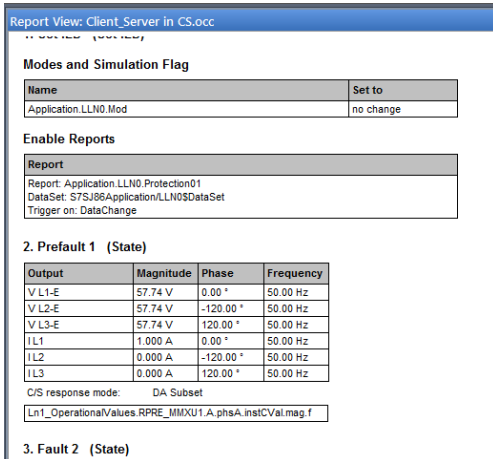 Report View: Client_Server in CS.occ
Modes and Simulation Flag
Name Set to
Application.LLN0.Mod no change
Enable Reports
Report
Report: Application.LLN0.Protection01
DataSet: S7SJ86Application/LLN0$DataSet
Trigger on: DataChange
2. Prefault 1 (State)
Output Magnitude Phase Frequency
V L1-E 57.74 V 0.00 ° 50.00 Hz
V L2-E 57.74 V -120.00 ° 50.00 Hz
V L3-E 57.74 V 120.00 ° 50.00 Hz
I L1 1.000 A 0.00 ° 50.00 Hz
I L2 0.000 A -120.00 ° 50.00 Hz
I L3 0.000 A 120.00 ° 50.00 Hz
C/S response mode: DA Subset
Ln1_OperationalValues.RPRE_MMXU1.A.phsA.instCVal.mag.f
3. Fault 2 (State)